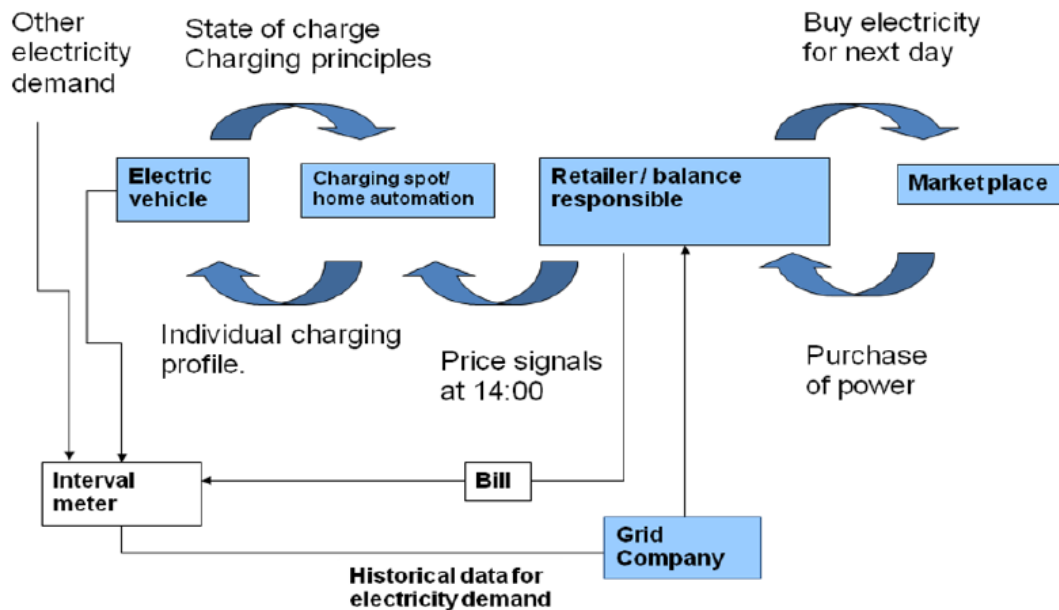 Other
electricity
demand
State of charge
Charging principles
Buy electricity
for next day
Electric
vehicle
Charging spot/
home automation
Retailer / balance
responsible
Market place
Individual charging
profile.
Price signals
at 14:00
Purchase
of power
Interval
meter
Bill
Grid
Company
Historical data for
electricity demand